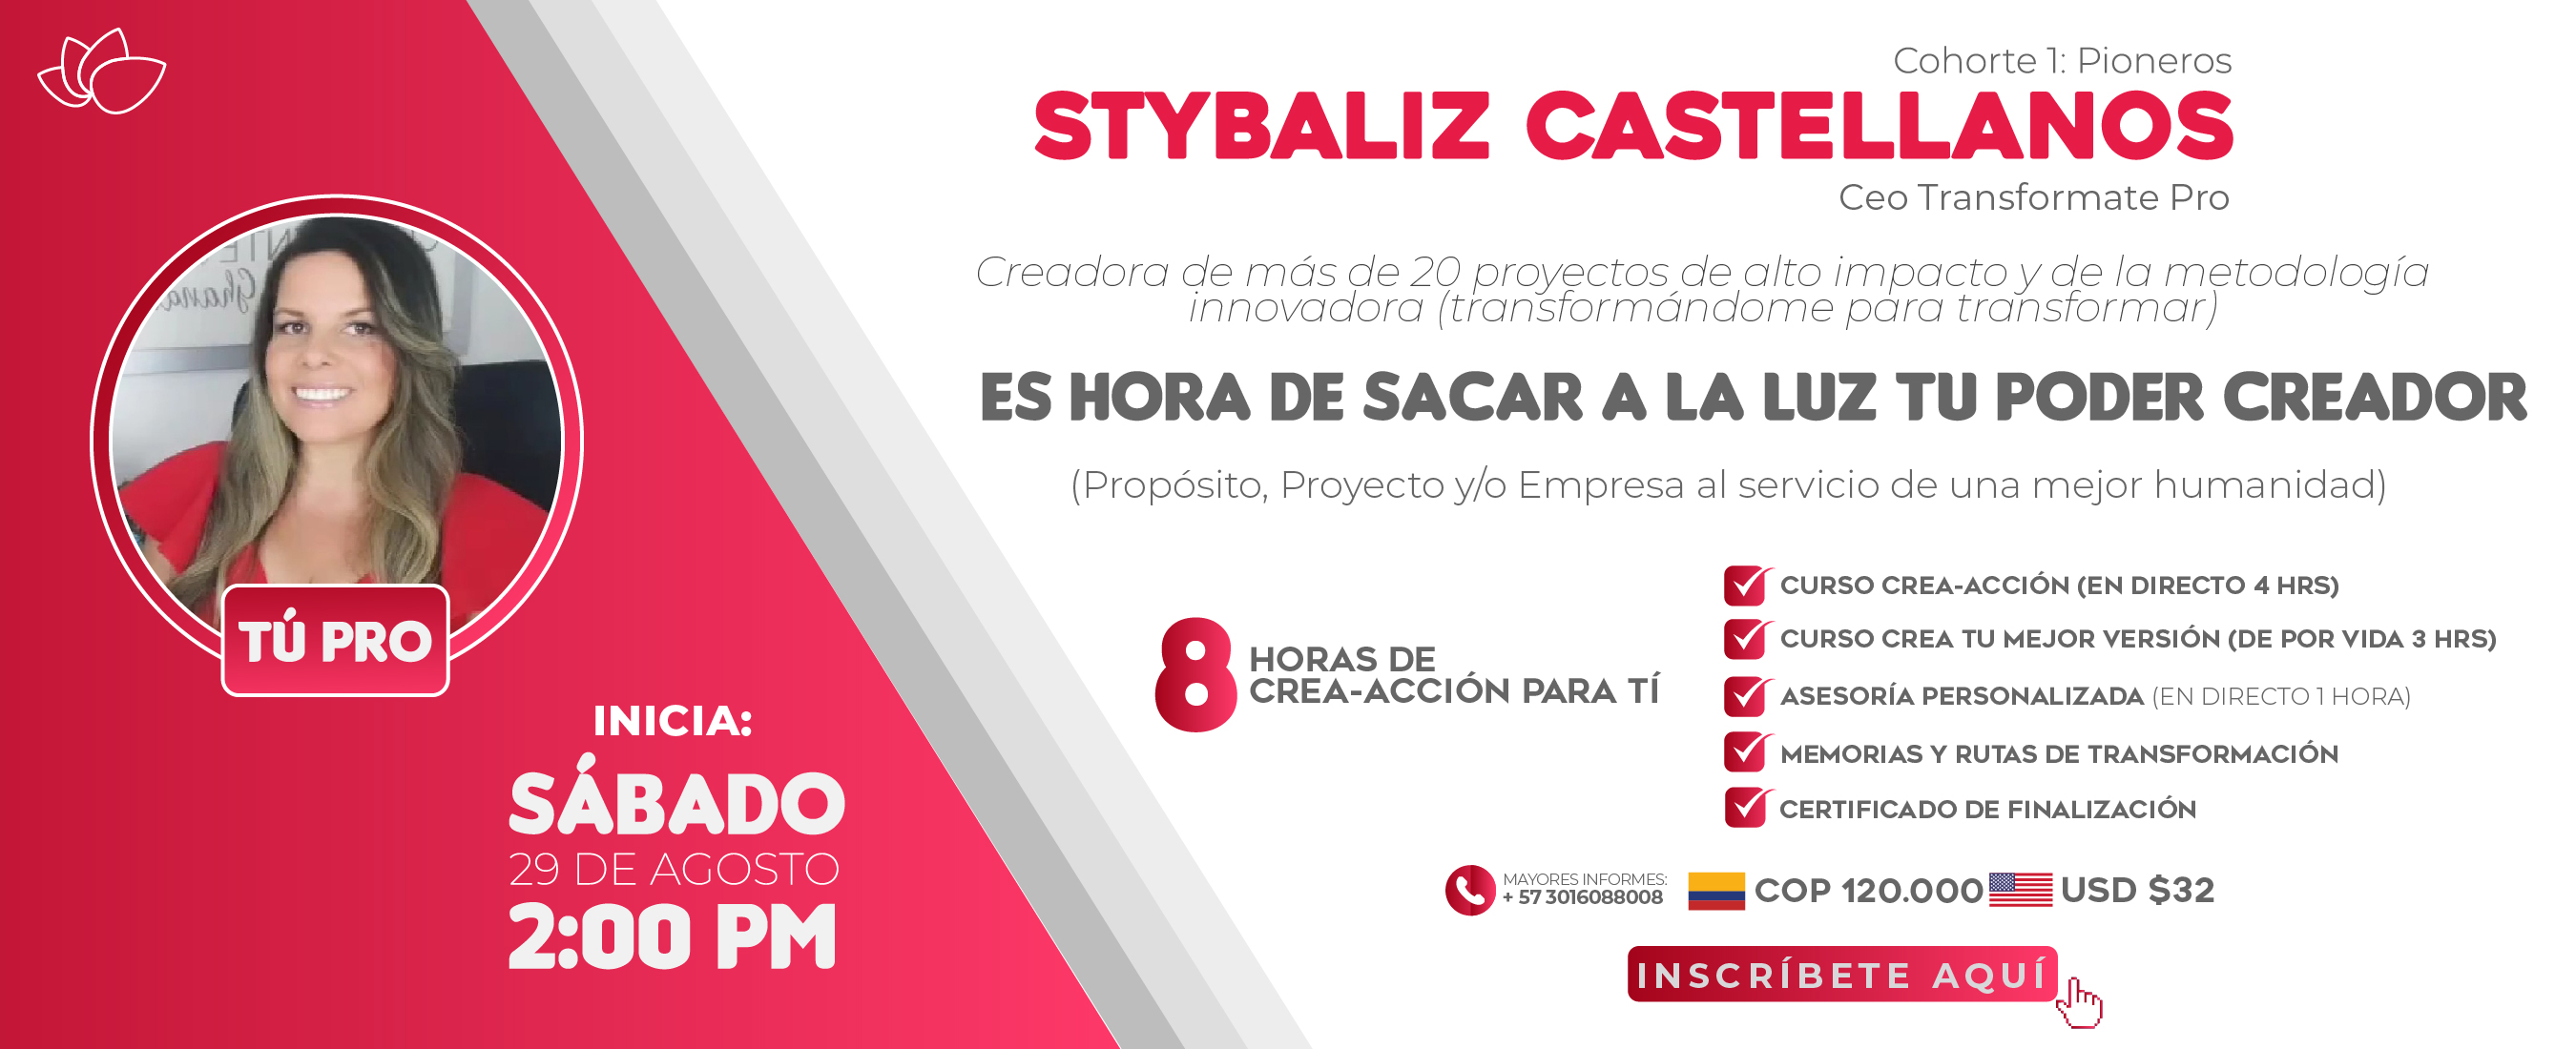 Cohorte 1: Pioneros
STYBALIZ CASTELLANOS
Ceo Transformate Pro
Creadora de más de 20 proyectos de alto impacto y de la metodología
innovadora (transformándome para transformar)
ES HORA DE SACAR A LA LUZ TU PODER CREADOR
(Propósito, Proyecto y/o Empresa al servicio de una mejor humanidad)
TÚ PRO
INICIA:
SÁBADO
29 DE AGOSTO
2:00 PM
8 HORAS DE
CREA-ACCIÓN PARA TÍ
CURSO CREA-ACCIÓN (EN DIRECTO 4 HRS)
CURSO CREA TU MEJOR VERSIÓN (DE POR VIDA 3 HRS)
ASESORÍA PERSONALIZADA (EN DIRECTO 1 HORA)
MEMORIAS Y RUTAS DE TRANSFORMACIÓN
CERTIFICADO DE FINALIZACIÓN
MAYORES INFORMES:
+ 57 3016088008
COP 120.000 USD $32
INSCRÍBETE AQUÍ